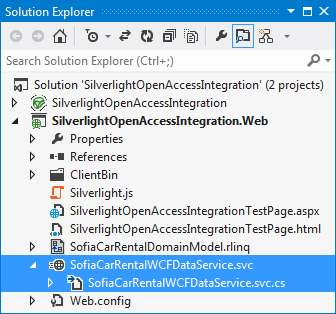 Solution Explorer
Search Solution Explorer (Ctrl+;)
Solution 'SilverlightOpenAccessIntegration' (2 projects)
SilverlightOpenAccessIntegration
SilverlightOpenAccessIntegration.Web
Properties
References
ClientBin
Silverlight.js
SilverlightOpenAccessIntegrationTestPage.aspx
SilverlightOpenAccessIntegrationTestPage.html
SofiaCarRentalDomainModel.rlinq
SofiaCarRentalWCFDataService.svc
SofiaCarRentalWCFDataService.svc.cs
Web.config